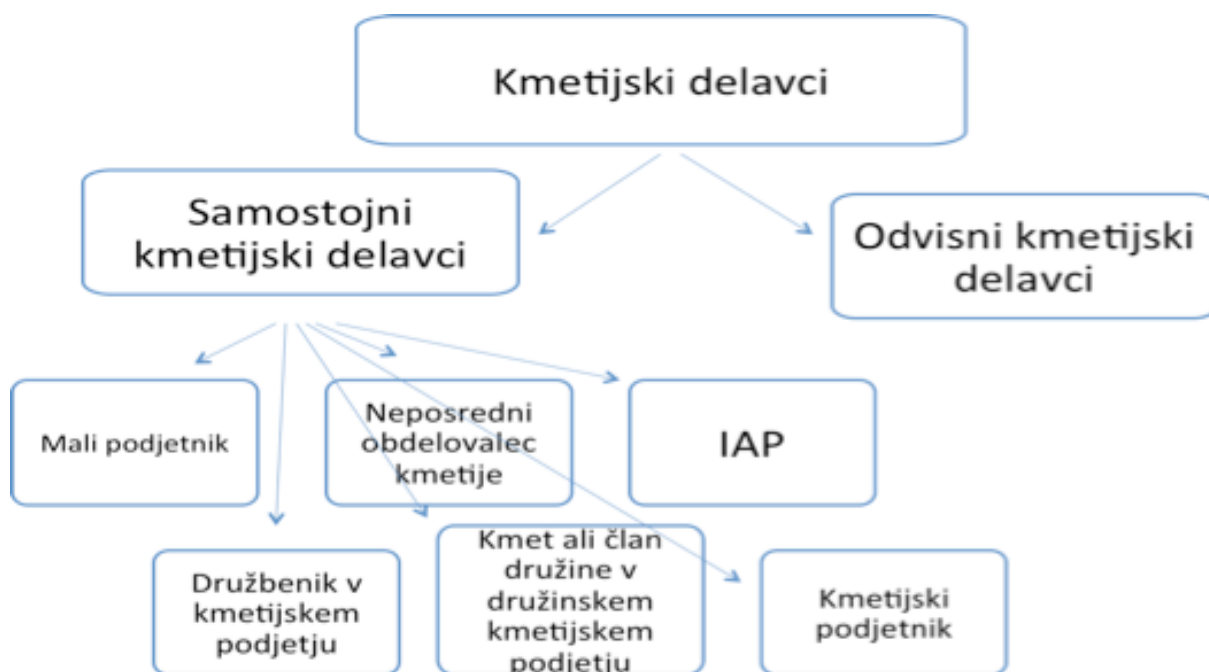 Kmetijski delavci
Samostojni
kmetijski delavci
Odvisni kmetijski
delavci
Mali podjetnik
Neposredni
obdelovalec
kmetije
IAP
Družbenik v
kmetijskem
podjetju
Kmet ali član
družine v
družinskem
kmetijskem
podjetju
Kmetijski
podjetnik